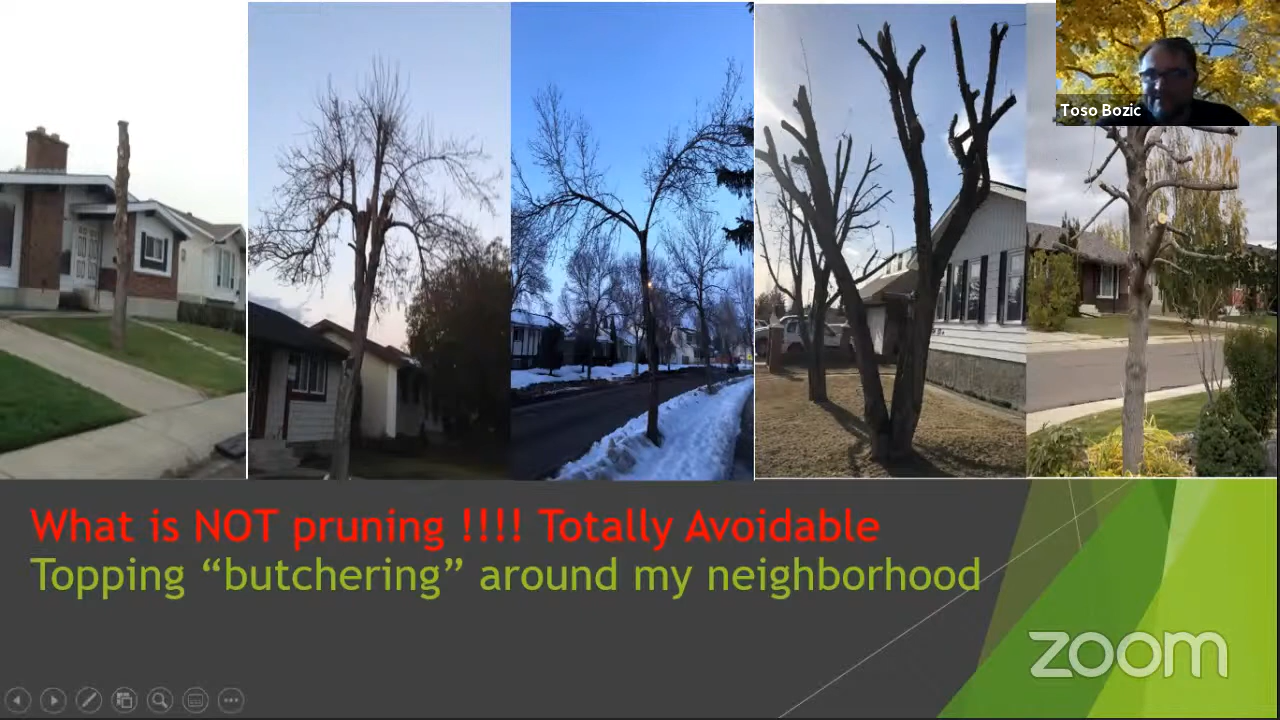 Toso Bozic
What is NOT pruning !!!! Totally Avoidable
Topping “butchering” around my neighborhood
zoom